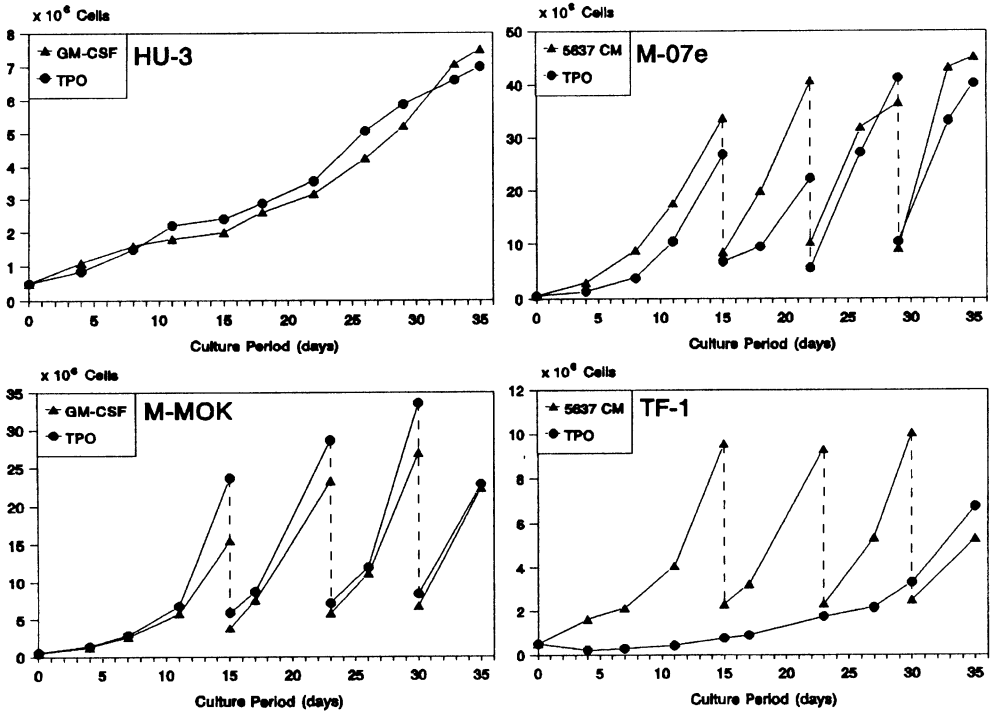 x 10⁶ Cells
GM-CSF
TPO
HU-3
8
7
6
5
4
3
2
1
0
0 5 10 15 20 25 30 35
Culture Period (days)
x 10⁶ Cells
5637 CM
TPO
M-07e
50
40
30
20
10
0
0 5 10 15 20 25 30 35
Culture Period (days)
x 10⁶ Cells
GM-CSF
TPO
M-MOK
35
30
25
20
15
10
5
0
0 5 10 15 20 25 30 35
Culture Period (days)
x 10⁶ Cells
5637 CM
TPO
TF-1
12
10
8
6
4
2
0
0 5 10 15 20 25 30 35
Culture Period (days)